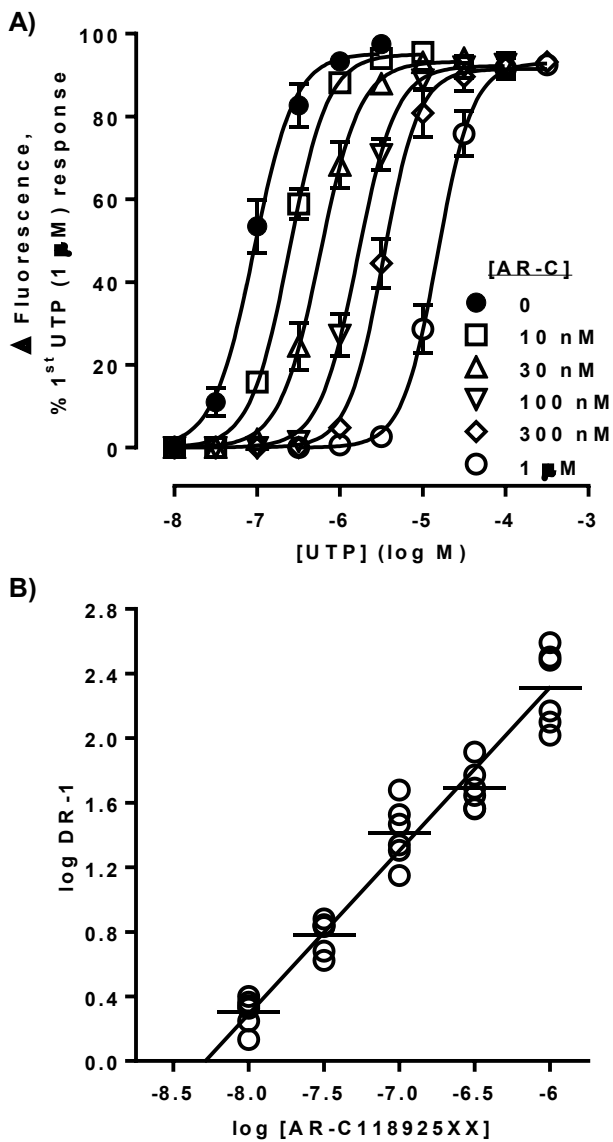 A)
▲ Fluorescence,
% 1st UTP (1 μM) response
100
80
60
40
20
0
[AR-C]
0
10 nM
30 nM
100 nM
300 nM
1 μM
-8 -7 -6 -5 -4 -3
[UTP] (log M)
B)
log DR-1
2.8
2.4
2.0
1.6
1.2
0.8
0.4
0.0
-8.5 -8.0 -7.5 -7.0 -6.5 -6
log [AR-C118925XX]